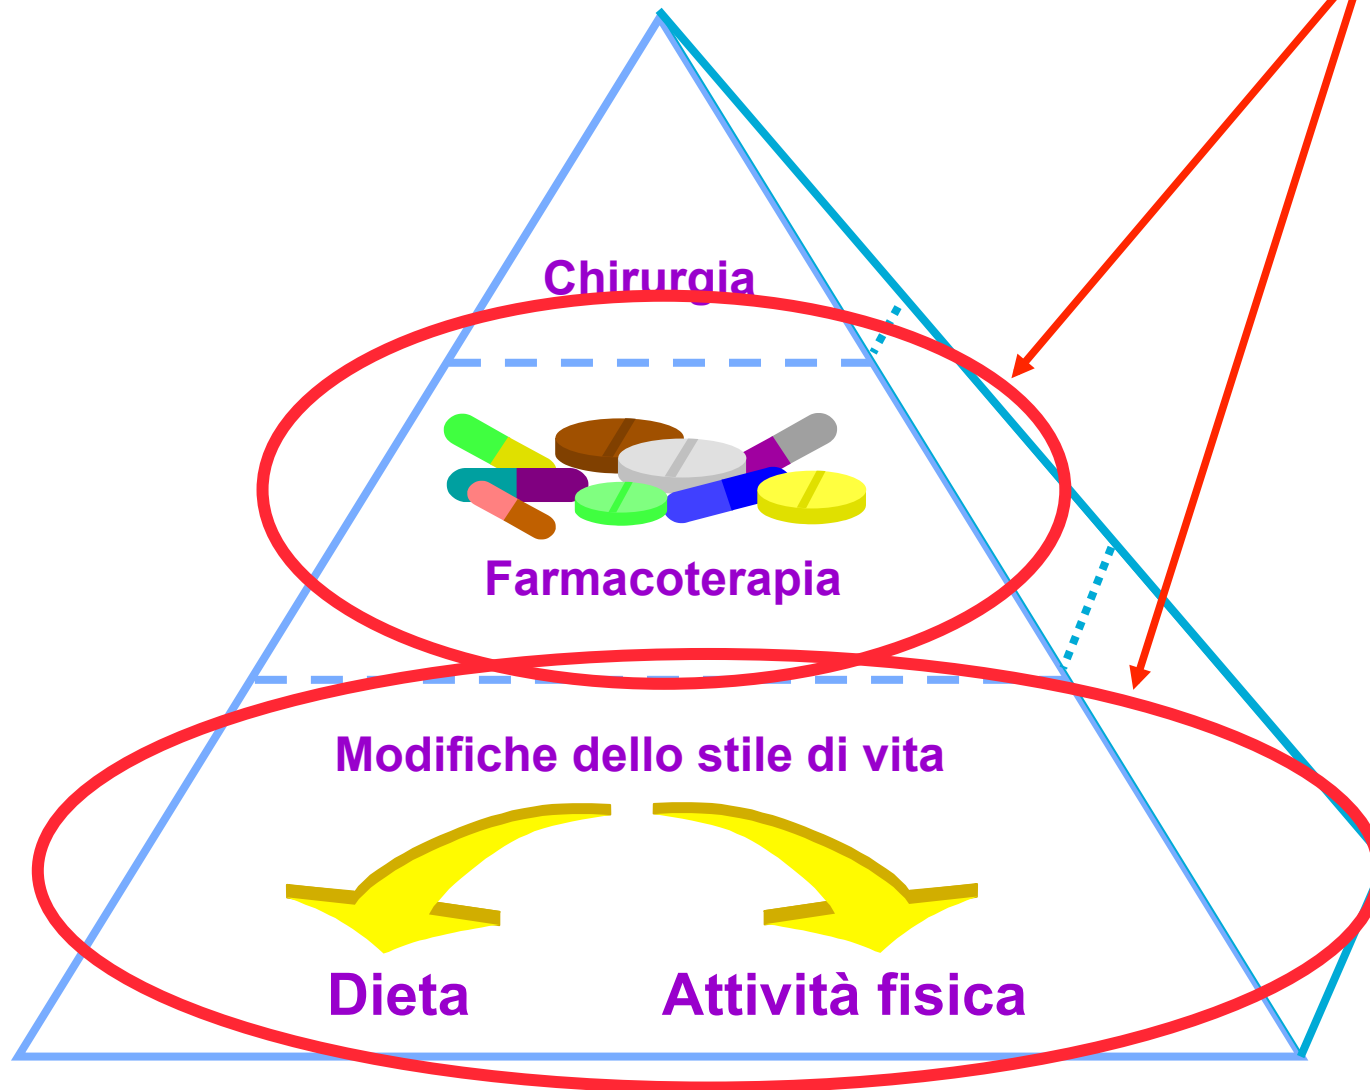 Chirurgia
Farmacoterapia
Modifiche dello stile di vita
Dieta
Attività fisica